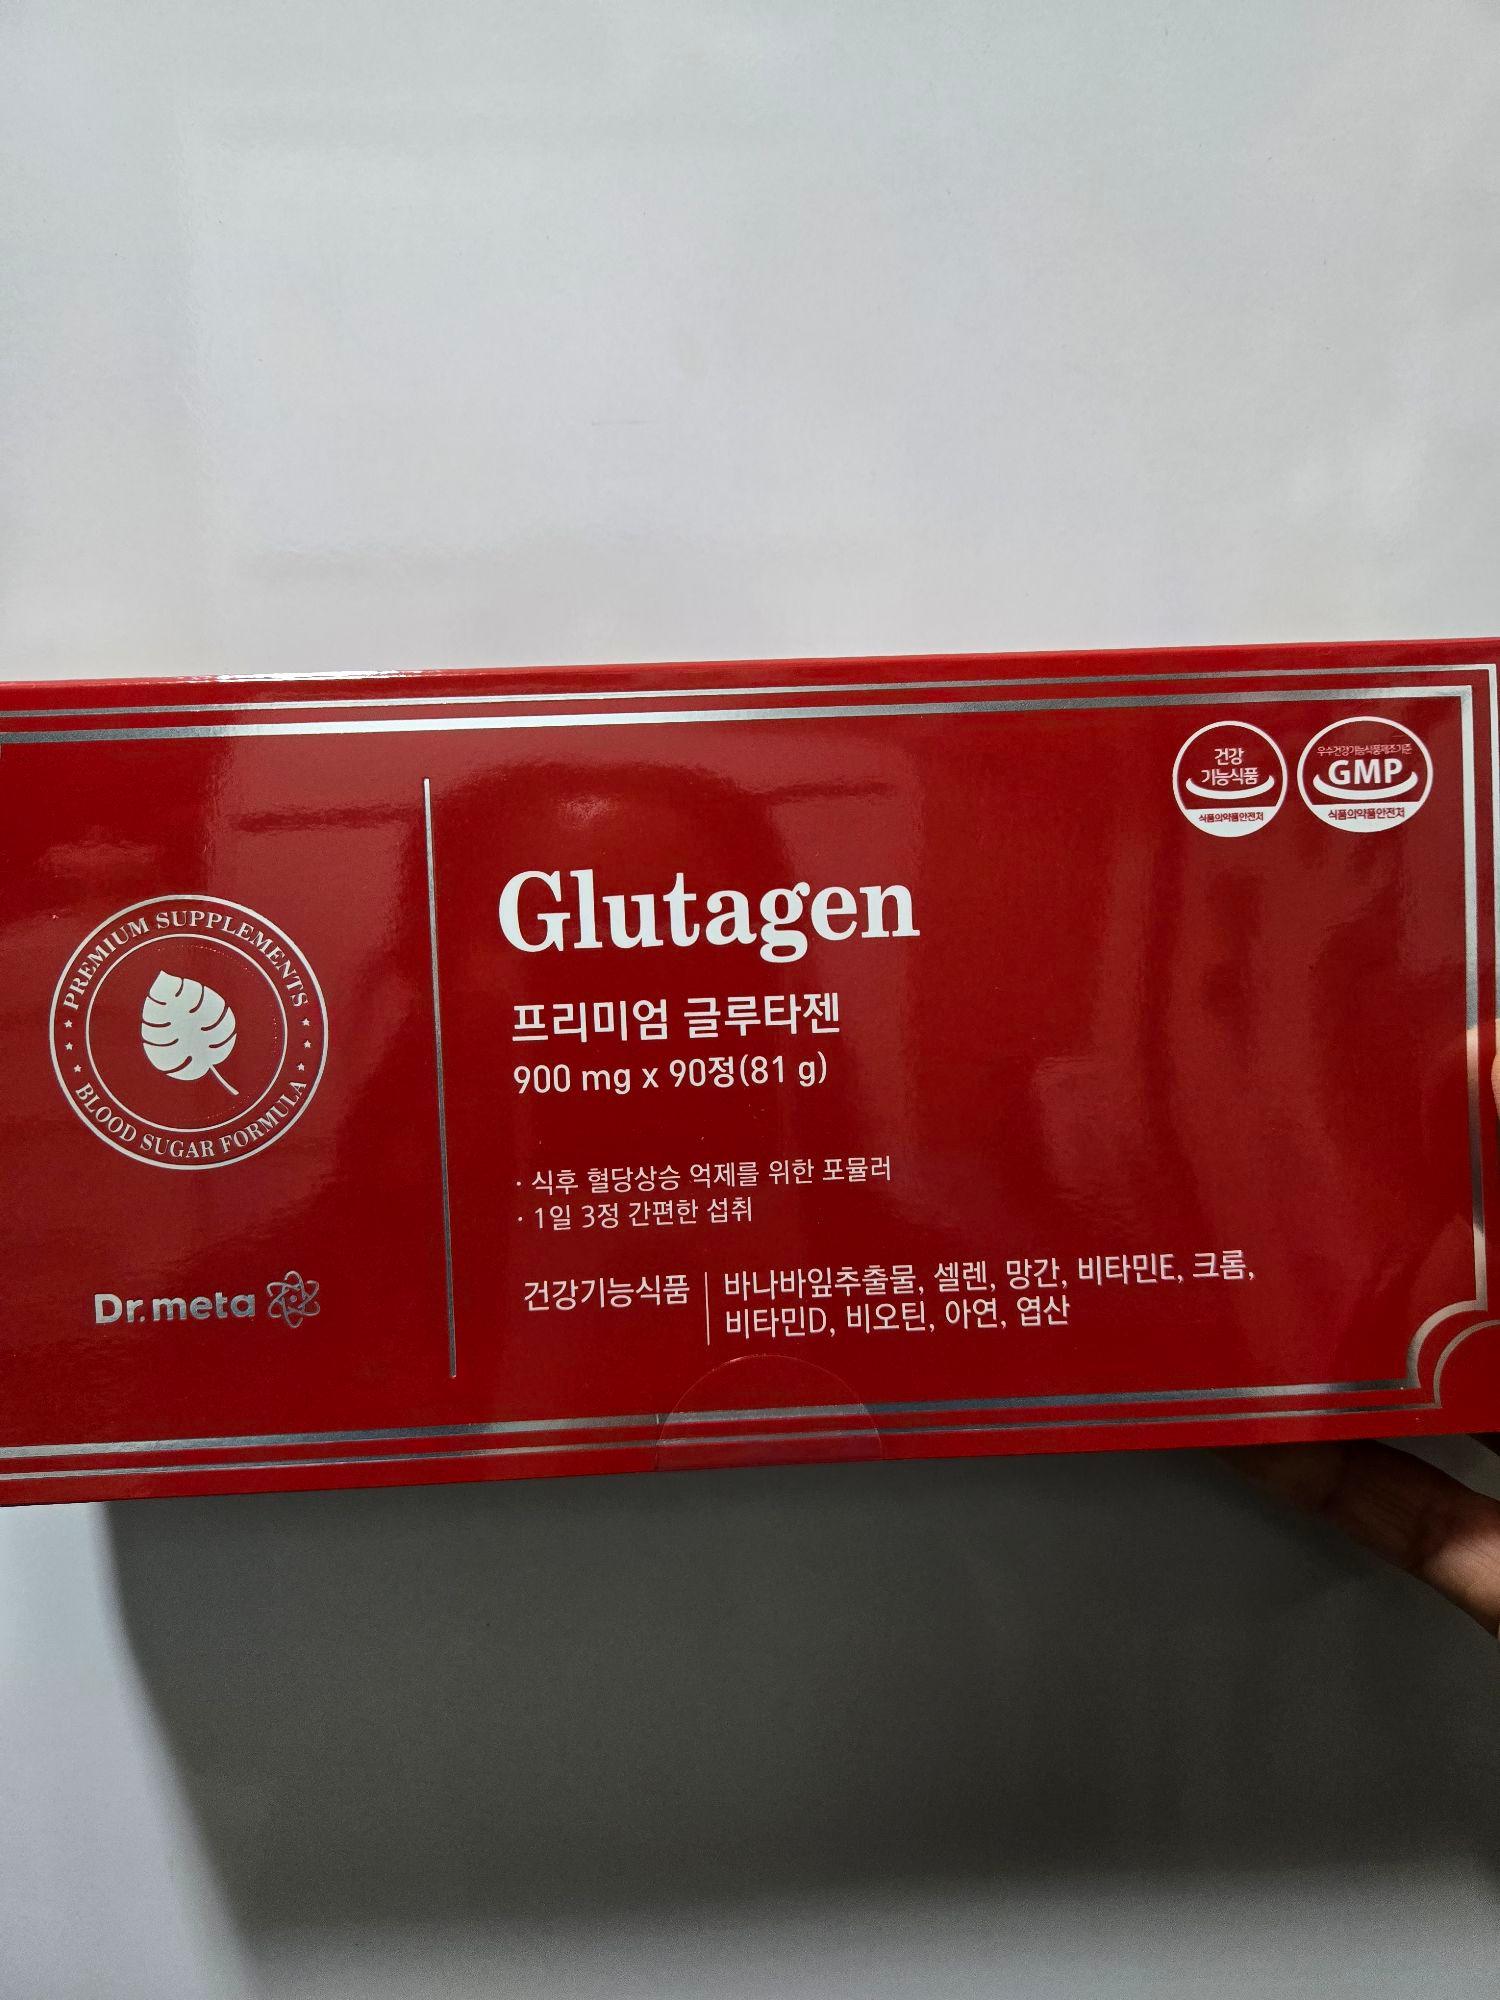 건강
기능식품
식품의약품안전처
우수건강기능식품제조기준
GMP
식품의약품안전처
PREMIUM SUPPLEMENTS
BLOOD SUGAR FORMULA
Dr.meta
Glutagen
프리미엄 글루타젠
900 mg x 90정(81 g)
· 식후 혈당상승 억제를 위한 포뮬러
· 1일 3정 간편한 섭취
건강기능식품
바나바잎추출물, 셀렌, 망간, 비타민E, 크롬,
비타민D, 비오틴, 아연, 엽산